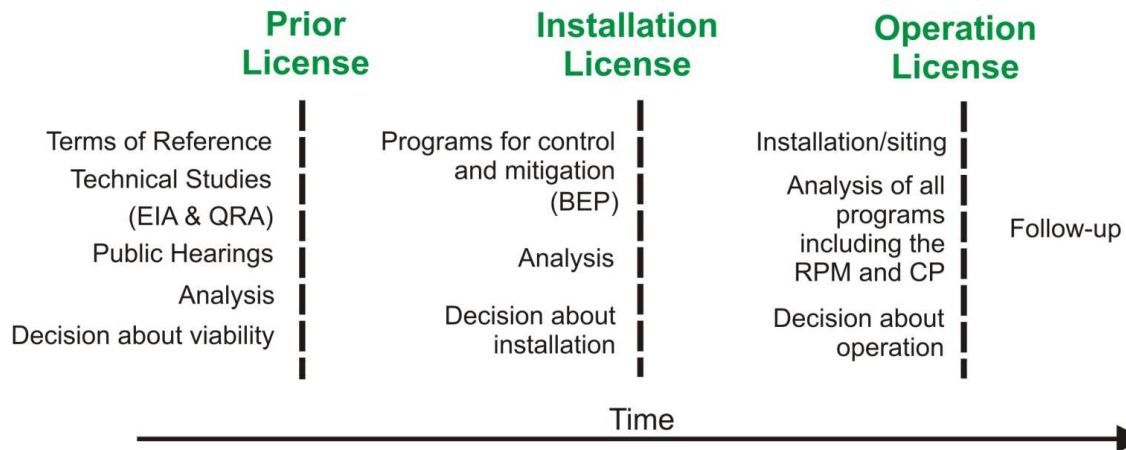 Prior
License
Terms of Reference
Technical Studies
(EIA & QRA)
Public Hearings
Analysis
Decision about viability
Installation
License
Programs for control
and mitigation
(BEP)
Analysis
Decision about
installation
Operation
License
Installation/siting
Analysis of all
programs
including the
RPM and CP
Decision about
operation
Follow-up
Time